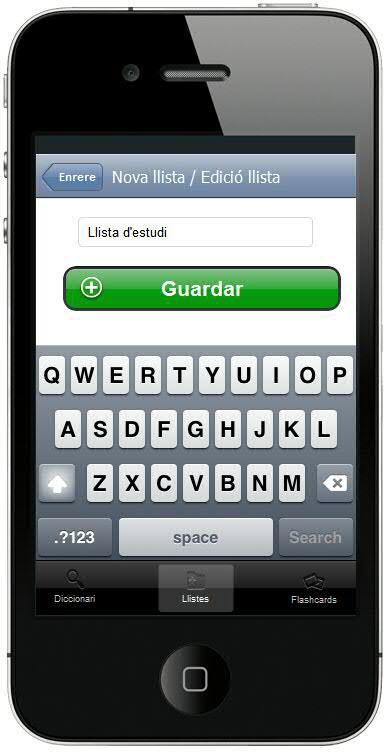 Enrere Nova llista / Edició llista
Llista d'estudi
Guardar
Q W E R T Y U I O P
A S D F G H J K L
Z X C V B N M
.?123 space Search
Diccionari Llistes Flashcards